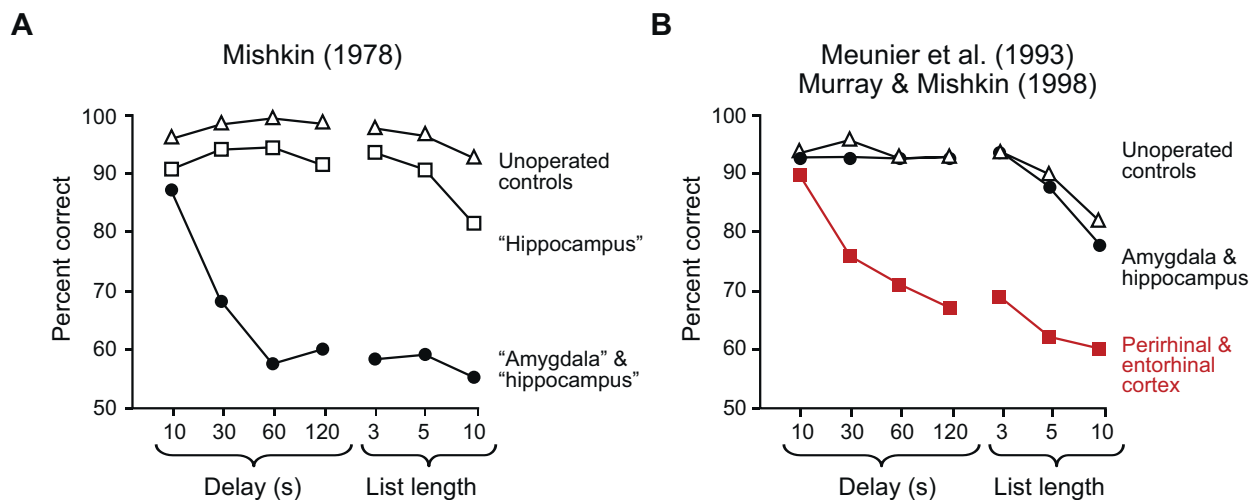 A
Mishkin (1978)
Percent correct
100
90
80
70
60
50
10 30 60 120 3 5 10
Delay (s) List length
Unoperated
controls
“Hippocampus”
“Amygdala” &
“hippocampus”
B
Meunier et al. (1993)
Murray & Mishkin (1998)
Percent correct
100
90
80
70
60
50
10 30 60 120 3 5 10
Delay (s) List length
Unoperated
controls
Amygdala &
hippocampus
Perirhinal &
entorhinal
cortex